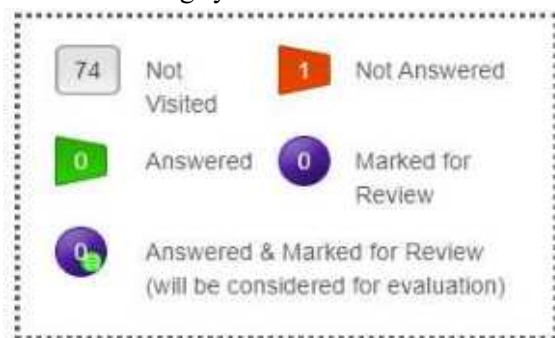 74 Not Visited
1 Not Answered
0 Answered
0 Marked for Review
0 Answered & Marked for Review
(will be considered for evaluation)